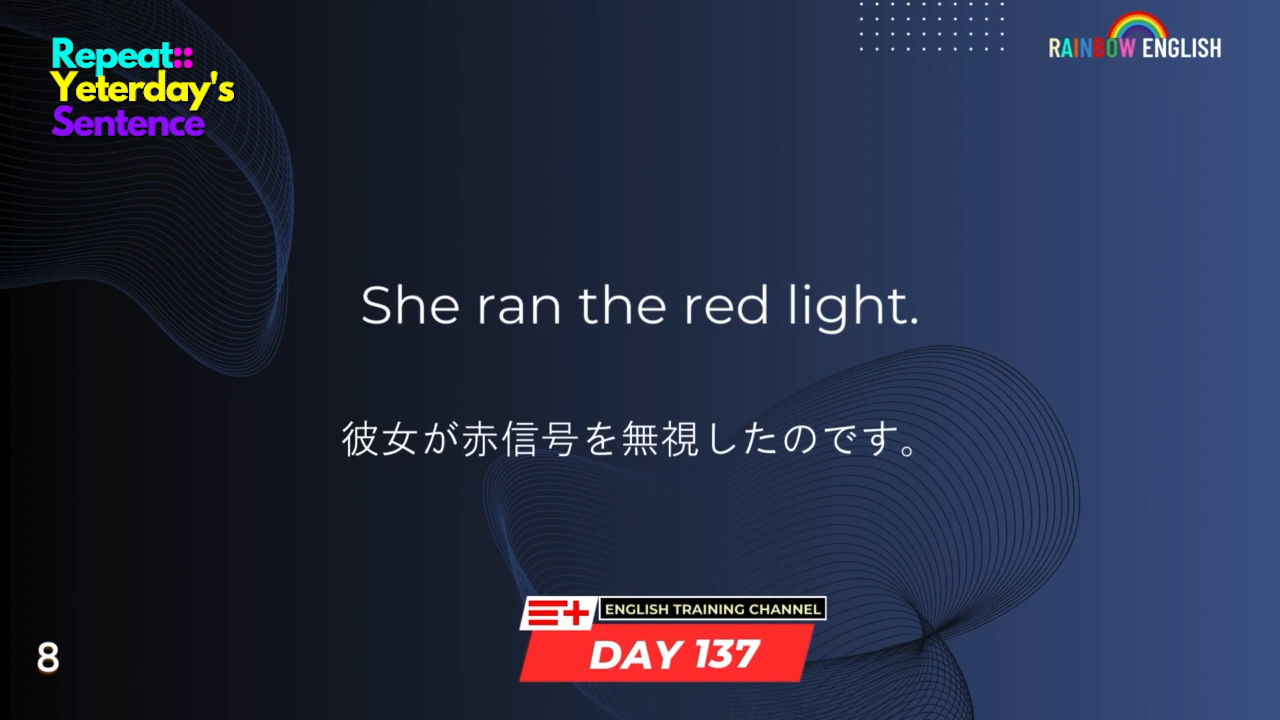 Repeat::
Yeterday's
Sentence
RAINBOW ENGLISH
She ran the red light.
彼女が赤信号を無視したのです。
8
E+ ENGLISH TRAINING CHANNEL
DAY 137